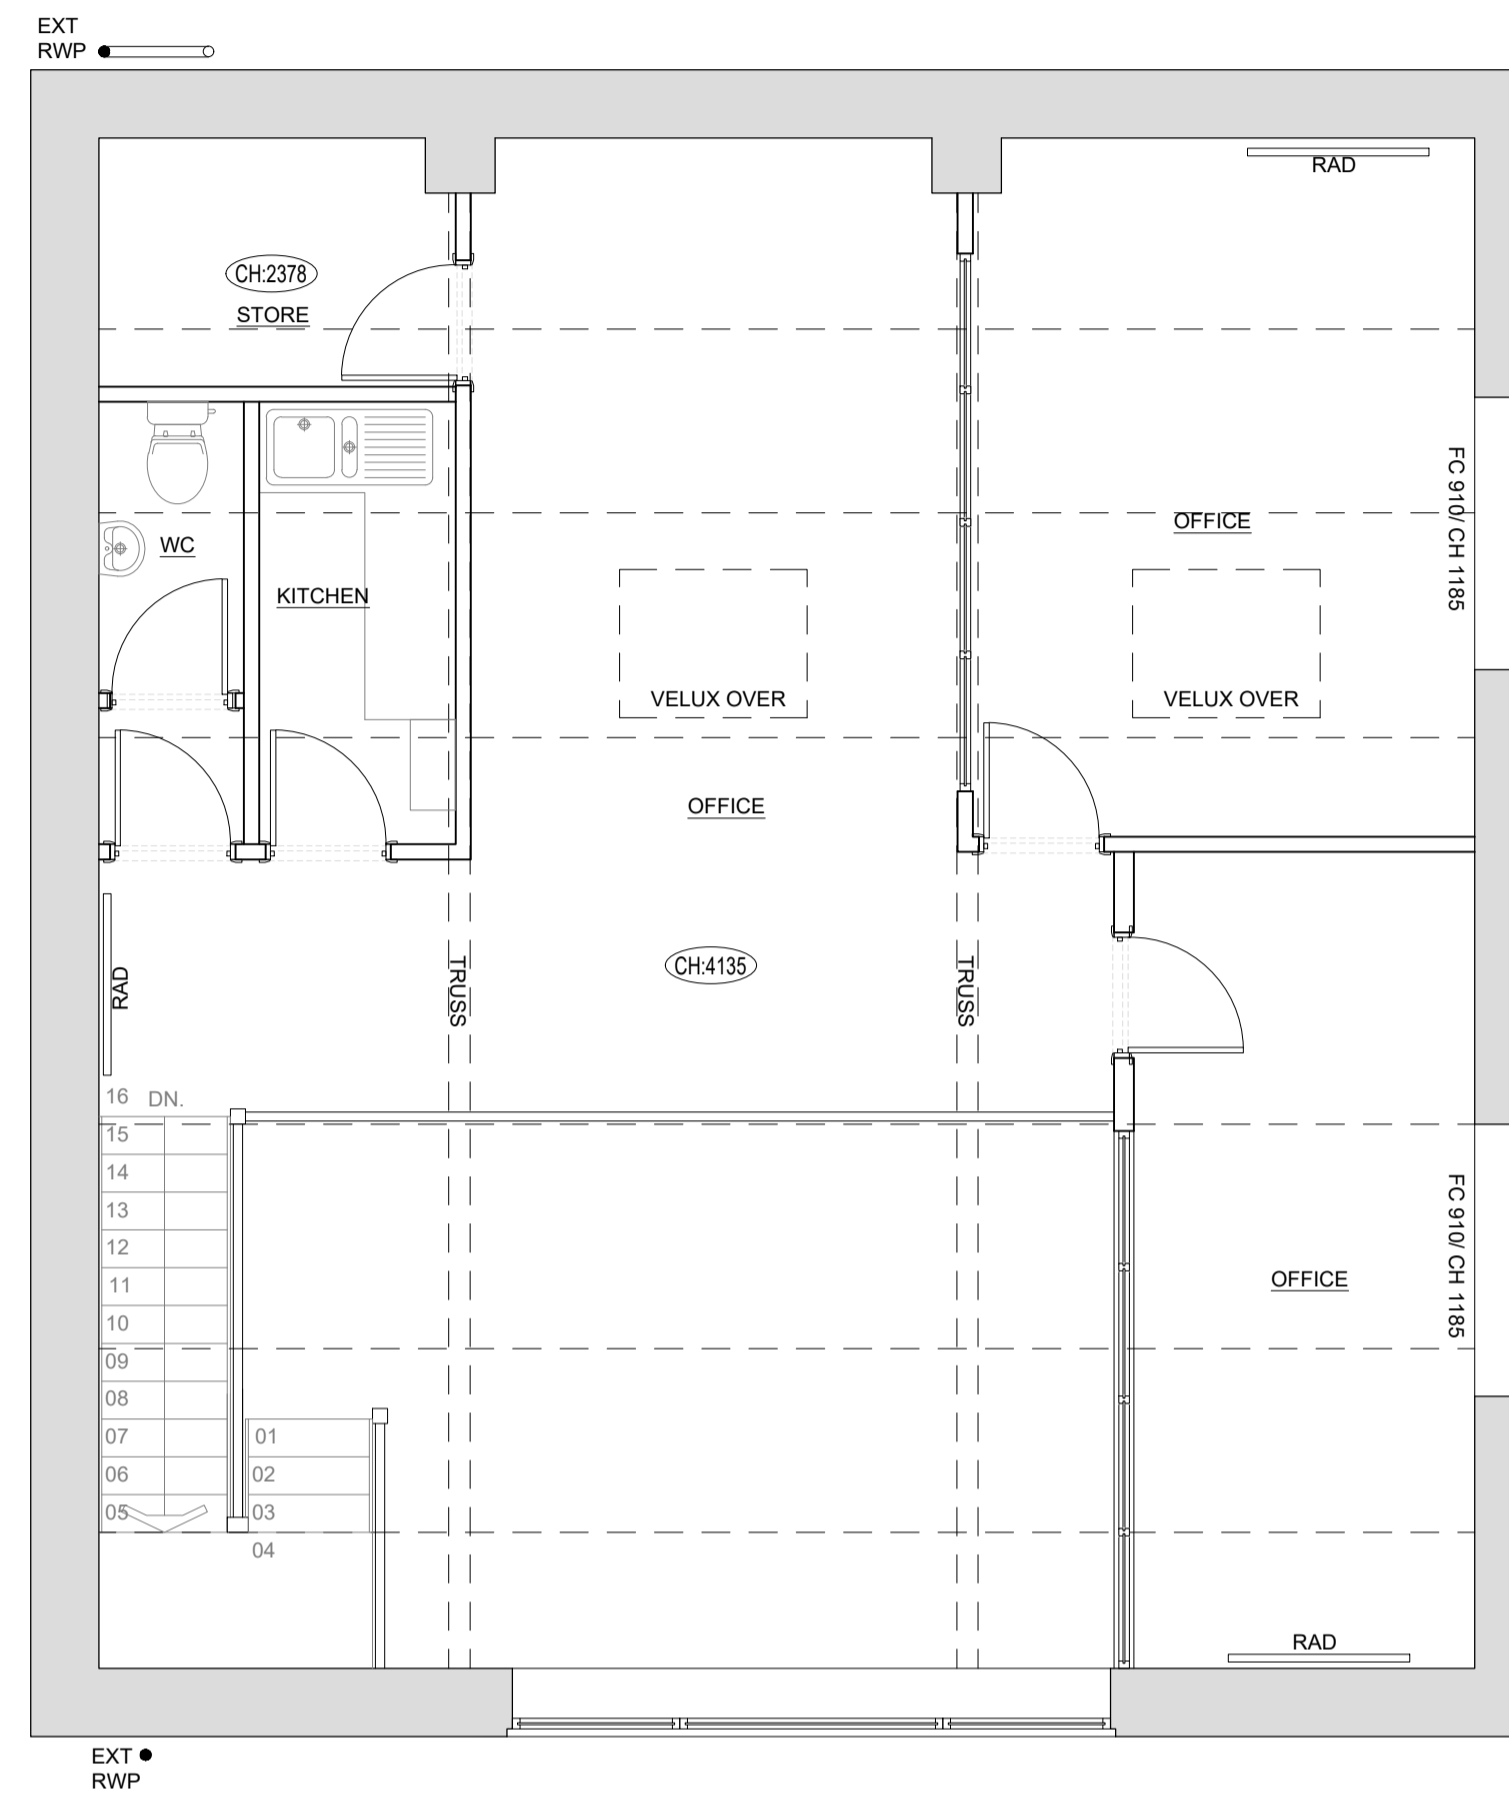 EXT
RWP
RAD
CH:2378
STORE
FC 910/ CH 1185
OFFICE
WC
KITCHEN
VELUX OVER
VELUX OVER
OFFICE
RAD
TRUSS
CH:4135
TRUSS
16 DN.
15
14
13
12
11
10
09
08
07
06
05
01
02
03
04
FC 910/ CH 1185
OFFICE
RAD
EXT
RWP